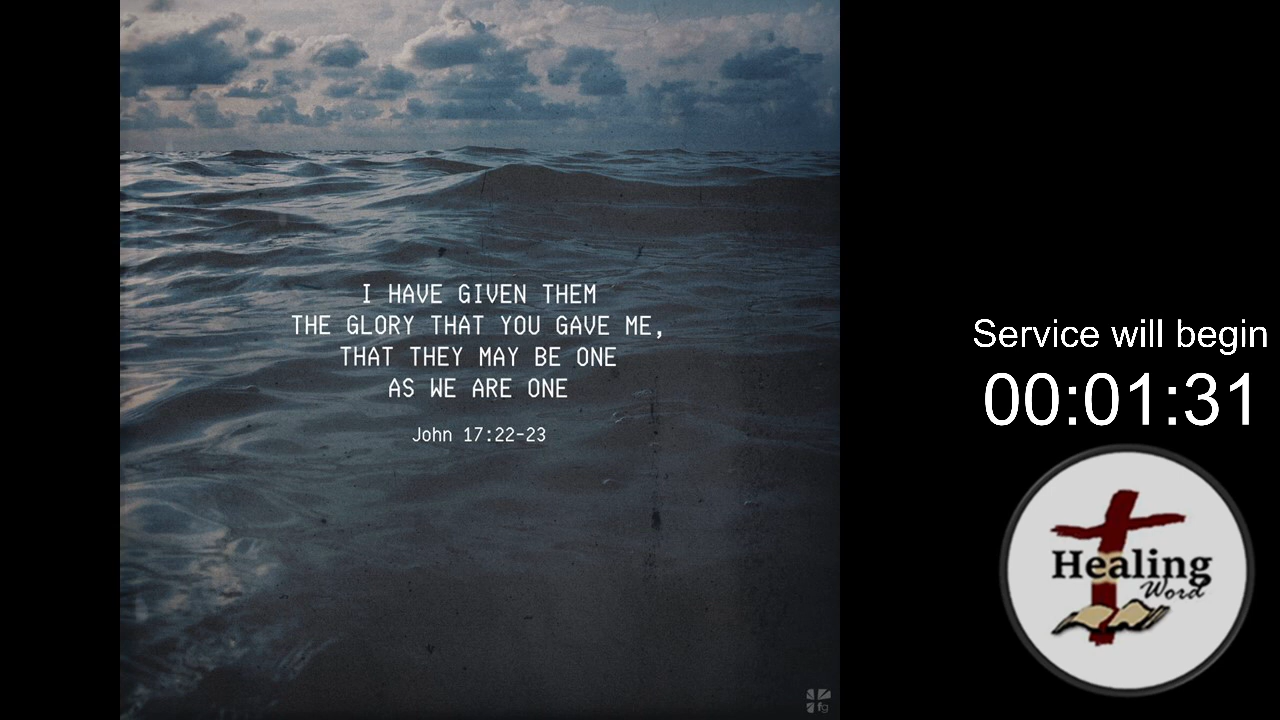 I HAVE GIVEN THEM
THE GLORY THAT YOU GAVE ME,
THAT THEY MAY BE ONE
AS WE ARE ONE
John 17:22-23
Service will begin
00:01:31
Healing
Word
fg